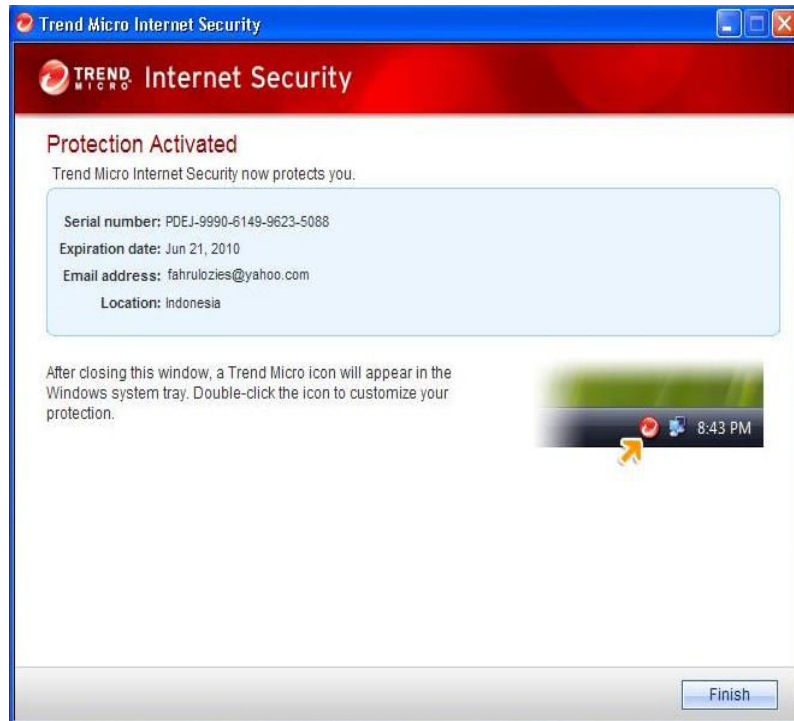 Trend Micro Internet Security
TREND MICRO Internet Security
Protection Activated
Trend Micro Internet Security now protects you.
Serial number: PDEJ-9990-6149-9623-5088
Expiration date: Jun 21, 2010
Email address: fahrulozies@yahoo.com
Location: Indonesia
After closing this window, a Trend Micro icon will appear in the
Windows system tray. Double-click the icon to customize your
protection.
8:43 PM
Finish